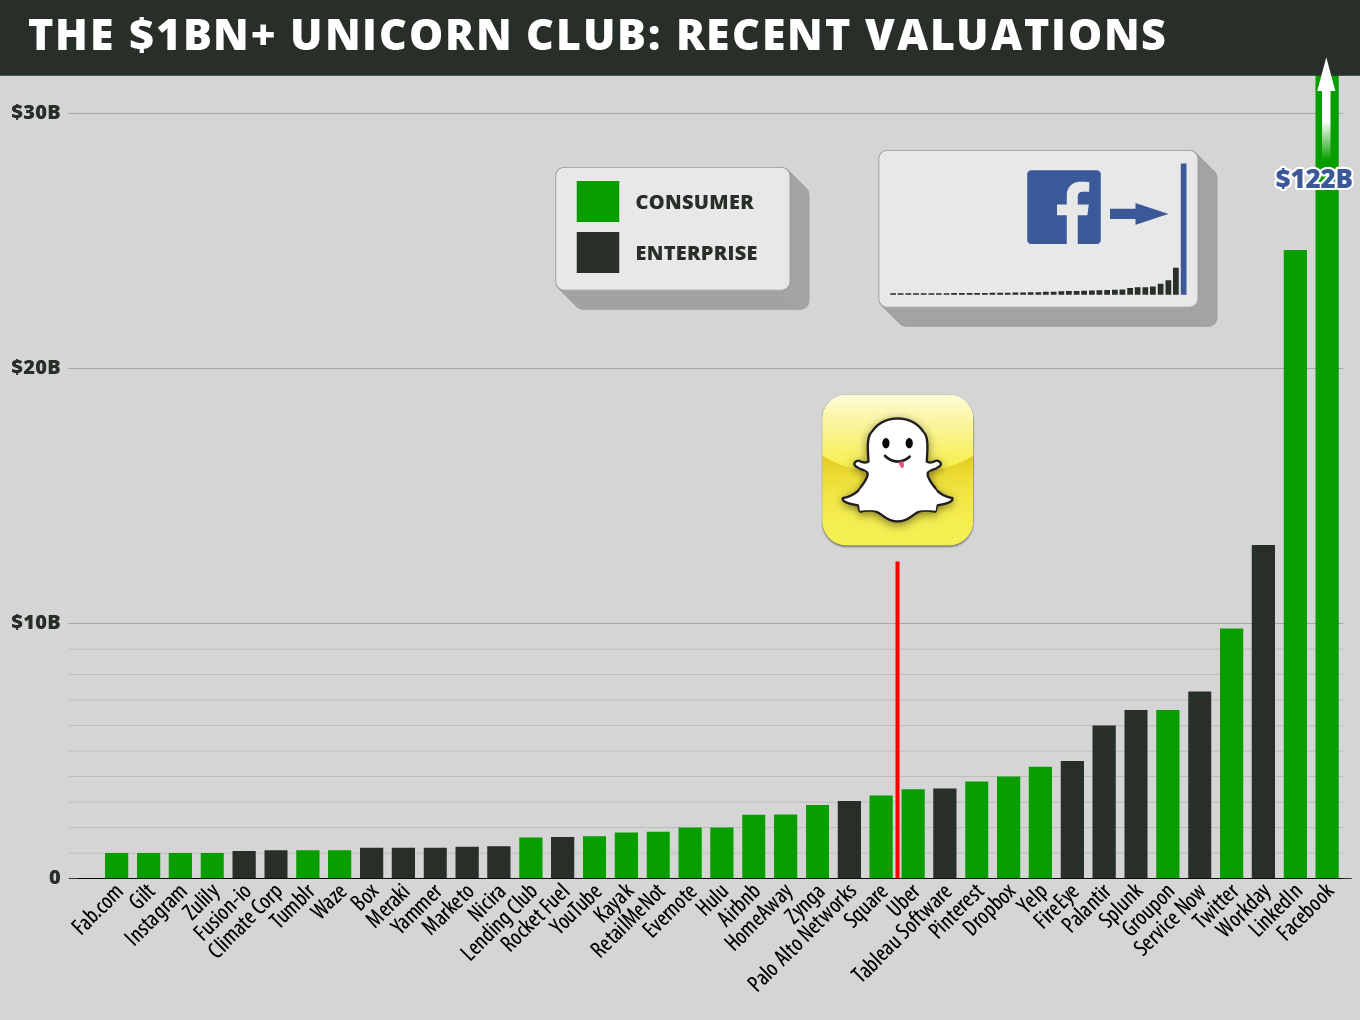 THE $1BN+ UNICORN CLUB: RECENT VALUATIONS
$30B
$20B
$10B
0
CONSUMER
ENTERPRISE
f
$122B
Fab.com
Gilt
Instagram
Zulily
Fusion-io
Climate Corp
Tumblr
Waze
Box
Meraki
Yammer
Marketo
Nicira
Lending Club
Rocket Fuel
YouTube
Kayak
RetailMeNot
Evernote
Hulu
Airbnb
HomeAway
Zynga
Palo Alto Networks
Square
Uber
Tableau Software
Pinterest
Dropbox
Yelp
FireEye
Palantir
Splunk
Groupon
Service Now
Twitter
Workday
LinkedIn
Facebook